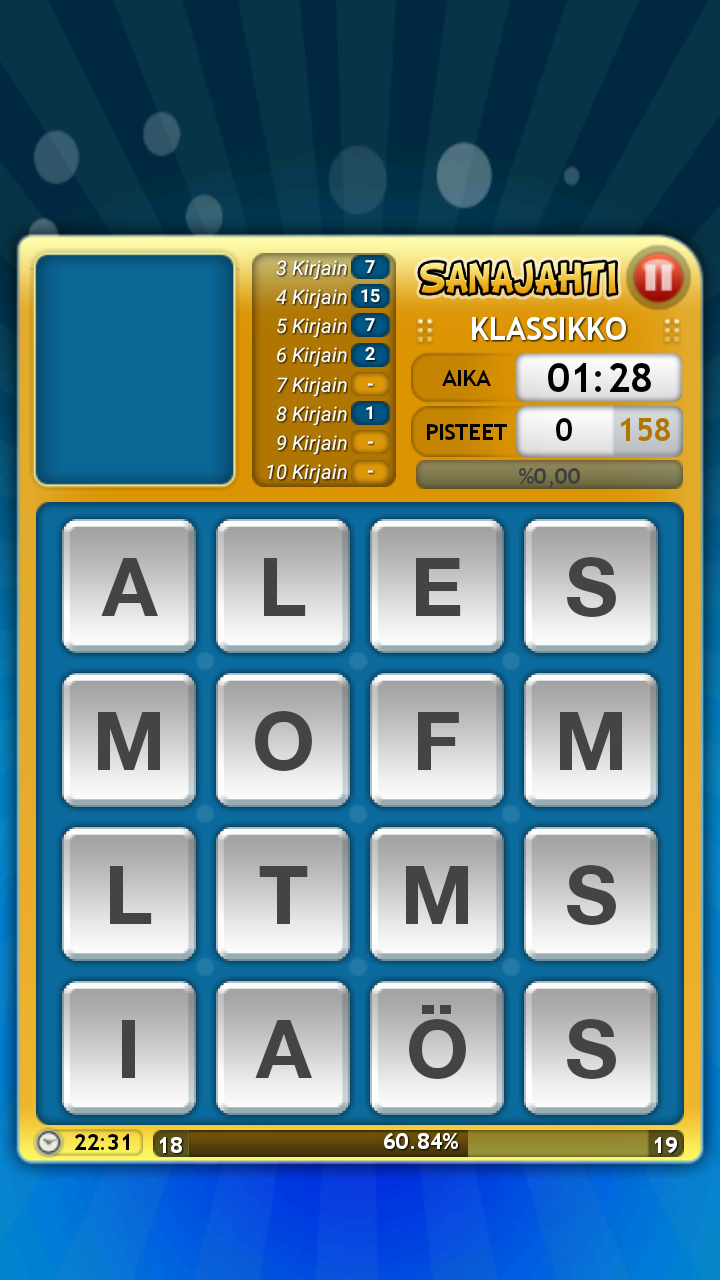 3 Kirjain 7
4 Kirjain 15
5 Kirjain 7
6 Kirjain 2
7 Kirjain -
8 Kirjain 1
9 Kirjain -
10 Kirjain -
SANAJAHTI
KLASSIKKO
AIKA 01:28
PISTEET 0 158
%0,00
A L E S
M O F M
L T M S
I A Ö S
22:31 18 60.84% 19